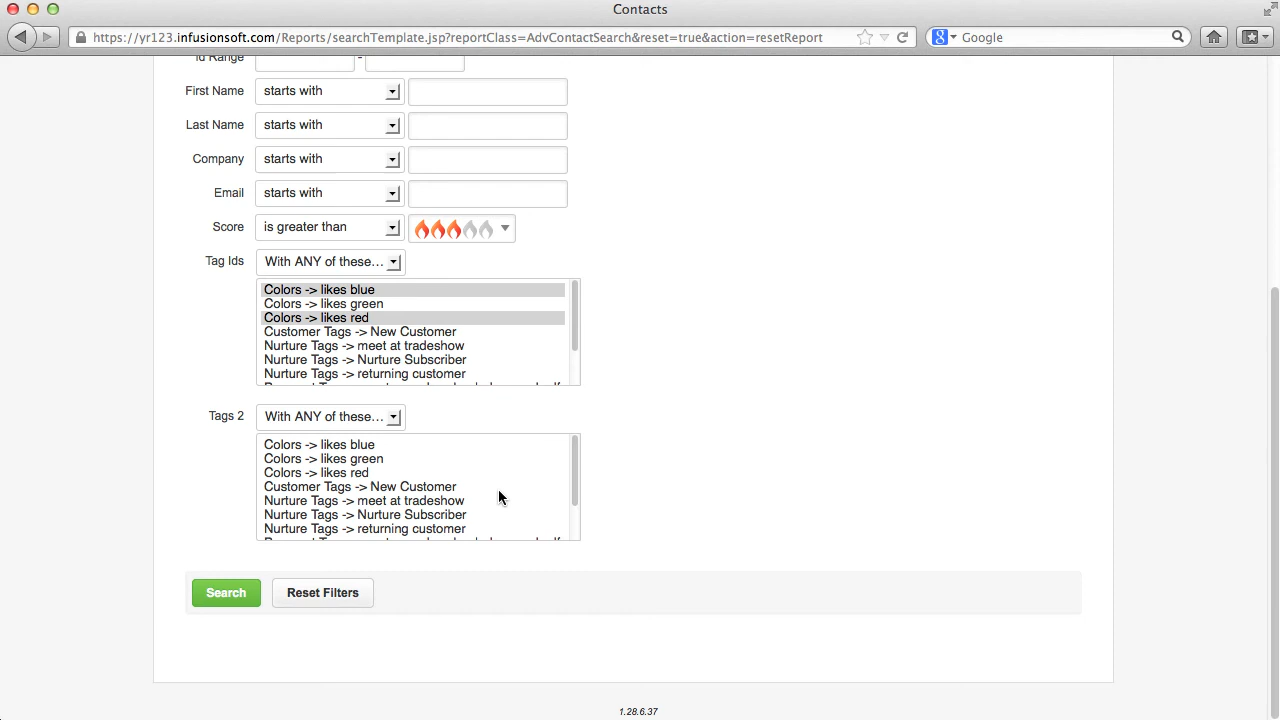 Contacts
https://yr123.infusionsoft.com/Reports/searchTemplate.jsp?reportClass=AdvContactSearch&reset=true&action=resetReport
Google
Id Range -
First Name starts with
Last Name starts with
Company starts with
Email starts with
Score is greater than
Tag Ids With ANY of these...
Colors -> likes blue
Colors -> likes green
Colors -> likes red
Customer Tags -> New Customer
Nurture Tags -> meet at tradeshow
Nurture Tags -> Nurture Subscriber
Nurture Tags -> returning customer
Tags 2 With ANY of these...
Colors -> likes blue
Colors -> likes green
Colors -> likes red
Customer Tags -> New Customer
Nurture Tags -> meet at tradeshow
Nurture Tags -> Nurture Subscriber
Nurture Tags -> returning customer
Search Reset Filters
1.28.6.37